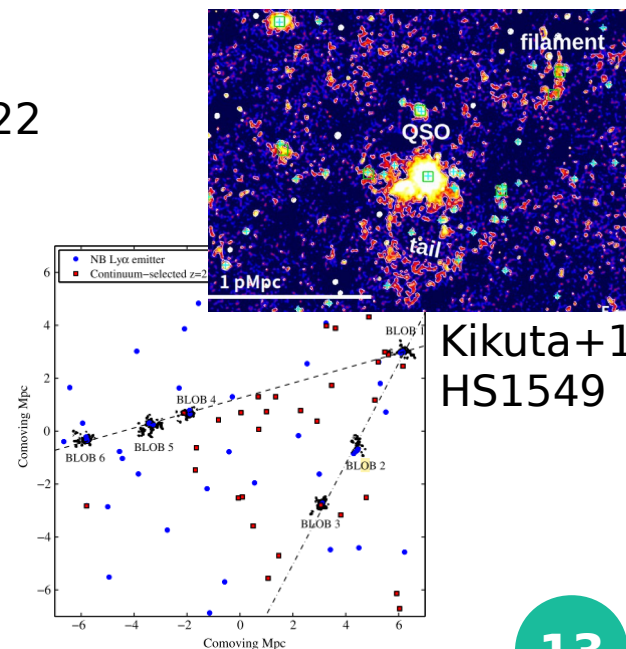 22
filament
QSO
tail
1 pMpc
NB Lyα emitter
Continuum−selected z=2
BLOB 1
BLOB 4
BLOB 5
BLOB 6
BLOB 2
BLOB 3
6
4
2
0
−2
−4
−6
Comoving Mpc
−6
−4
−2
0
2
4
6
Comoving Mpc
Kikuta+1
HS1549
13